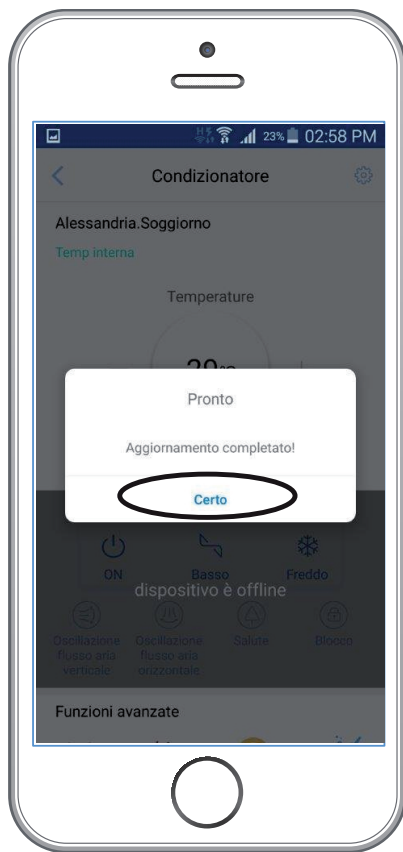 23% 02:58 PM
Condizionatore
Alessandria.Soggiorno
Temp interna
Temperature
Pronto
Aggiornamento completato!
Certo
ON Basso Freddo
dispositivo è offline
Oscillazione flusso aria verticale
Oscillazione flusso aria orizzontale
Salute
Blocco
Funzioni avanzate